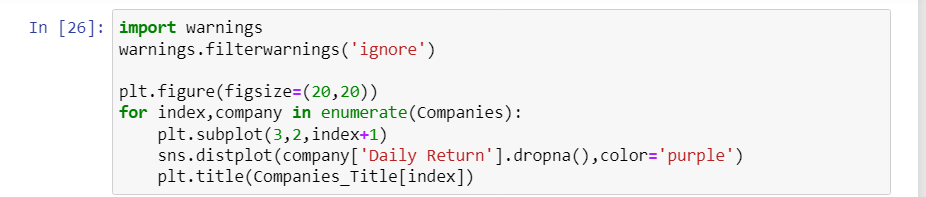 In [26]: import warnings
warnings.filterwarnings('ignore')

plt.figure(figsize=(20,20))
for index,company in enumerate(Companies):
    plt.subplot(3,2,index+1)
    sns.distplot(company['Daily Return'].dropna(),color='purple')
    plt.title(Companies_Title[index])